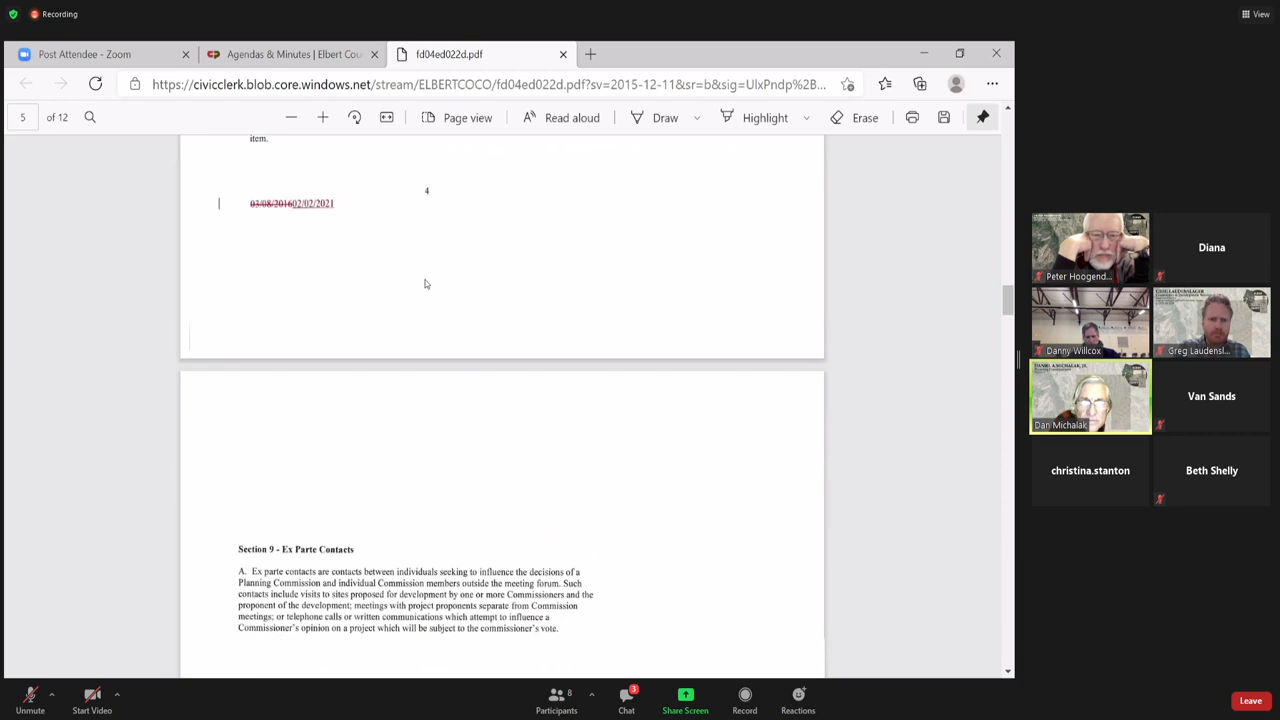 Recording
View
Post Attendee - Zoom
Agendas & Minutes | Elbert Cou
fd04ed022d.pdf
https://civicclerk.blob.core.windows.net/stream/ELBERTCOCO/fd04ed022d.pdf?sv=2015-12-11&sr=b&sig=UlxPndp%2B...
5 of 12
Page view
Read aloud
Draw
Highlight
Erase
item.
4
03/08/201602/02/2021
Section 9 - Ex Parte Contacts
A. Ex parte contacts are contacts between individuals seeking to influence the decisions of a
Planning Commission and individual Commission members outside the meeting forum. Such
contacts include visits to sites proposed for development by one or more Commissioners and the
proponent of the development; meetings with project proponents separate from Commission
meetings; or telephone calls or written communications which attempt to influence a
Commissioner's opinion on a project which will be subject to the commissioner's vote.
Peter Hoogend...
Diana
Danny Willcox
GREG LAUDENSLAGER
Greg Laudensl...
DANIEL A. MICHALAK, JR.
Dan Michalak
Van Sands
christina.stanton
Beth Shelly
Unmute
Start Video
Participants
8
Chat
3
Share Screen
Record
Reactions
Leave